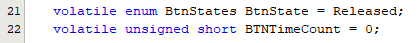 21 volatile enum BtnStates BtnState = Released;
22 volatile unsigned short BTNTimeCount = 0;